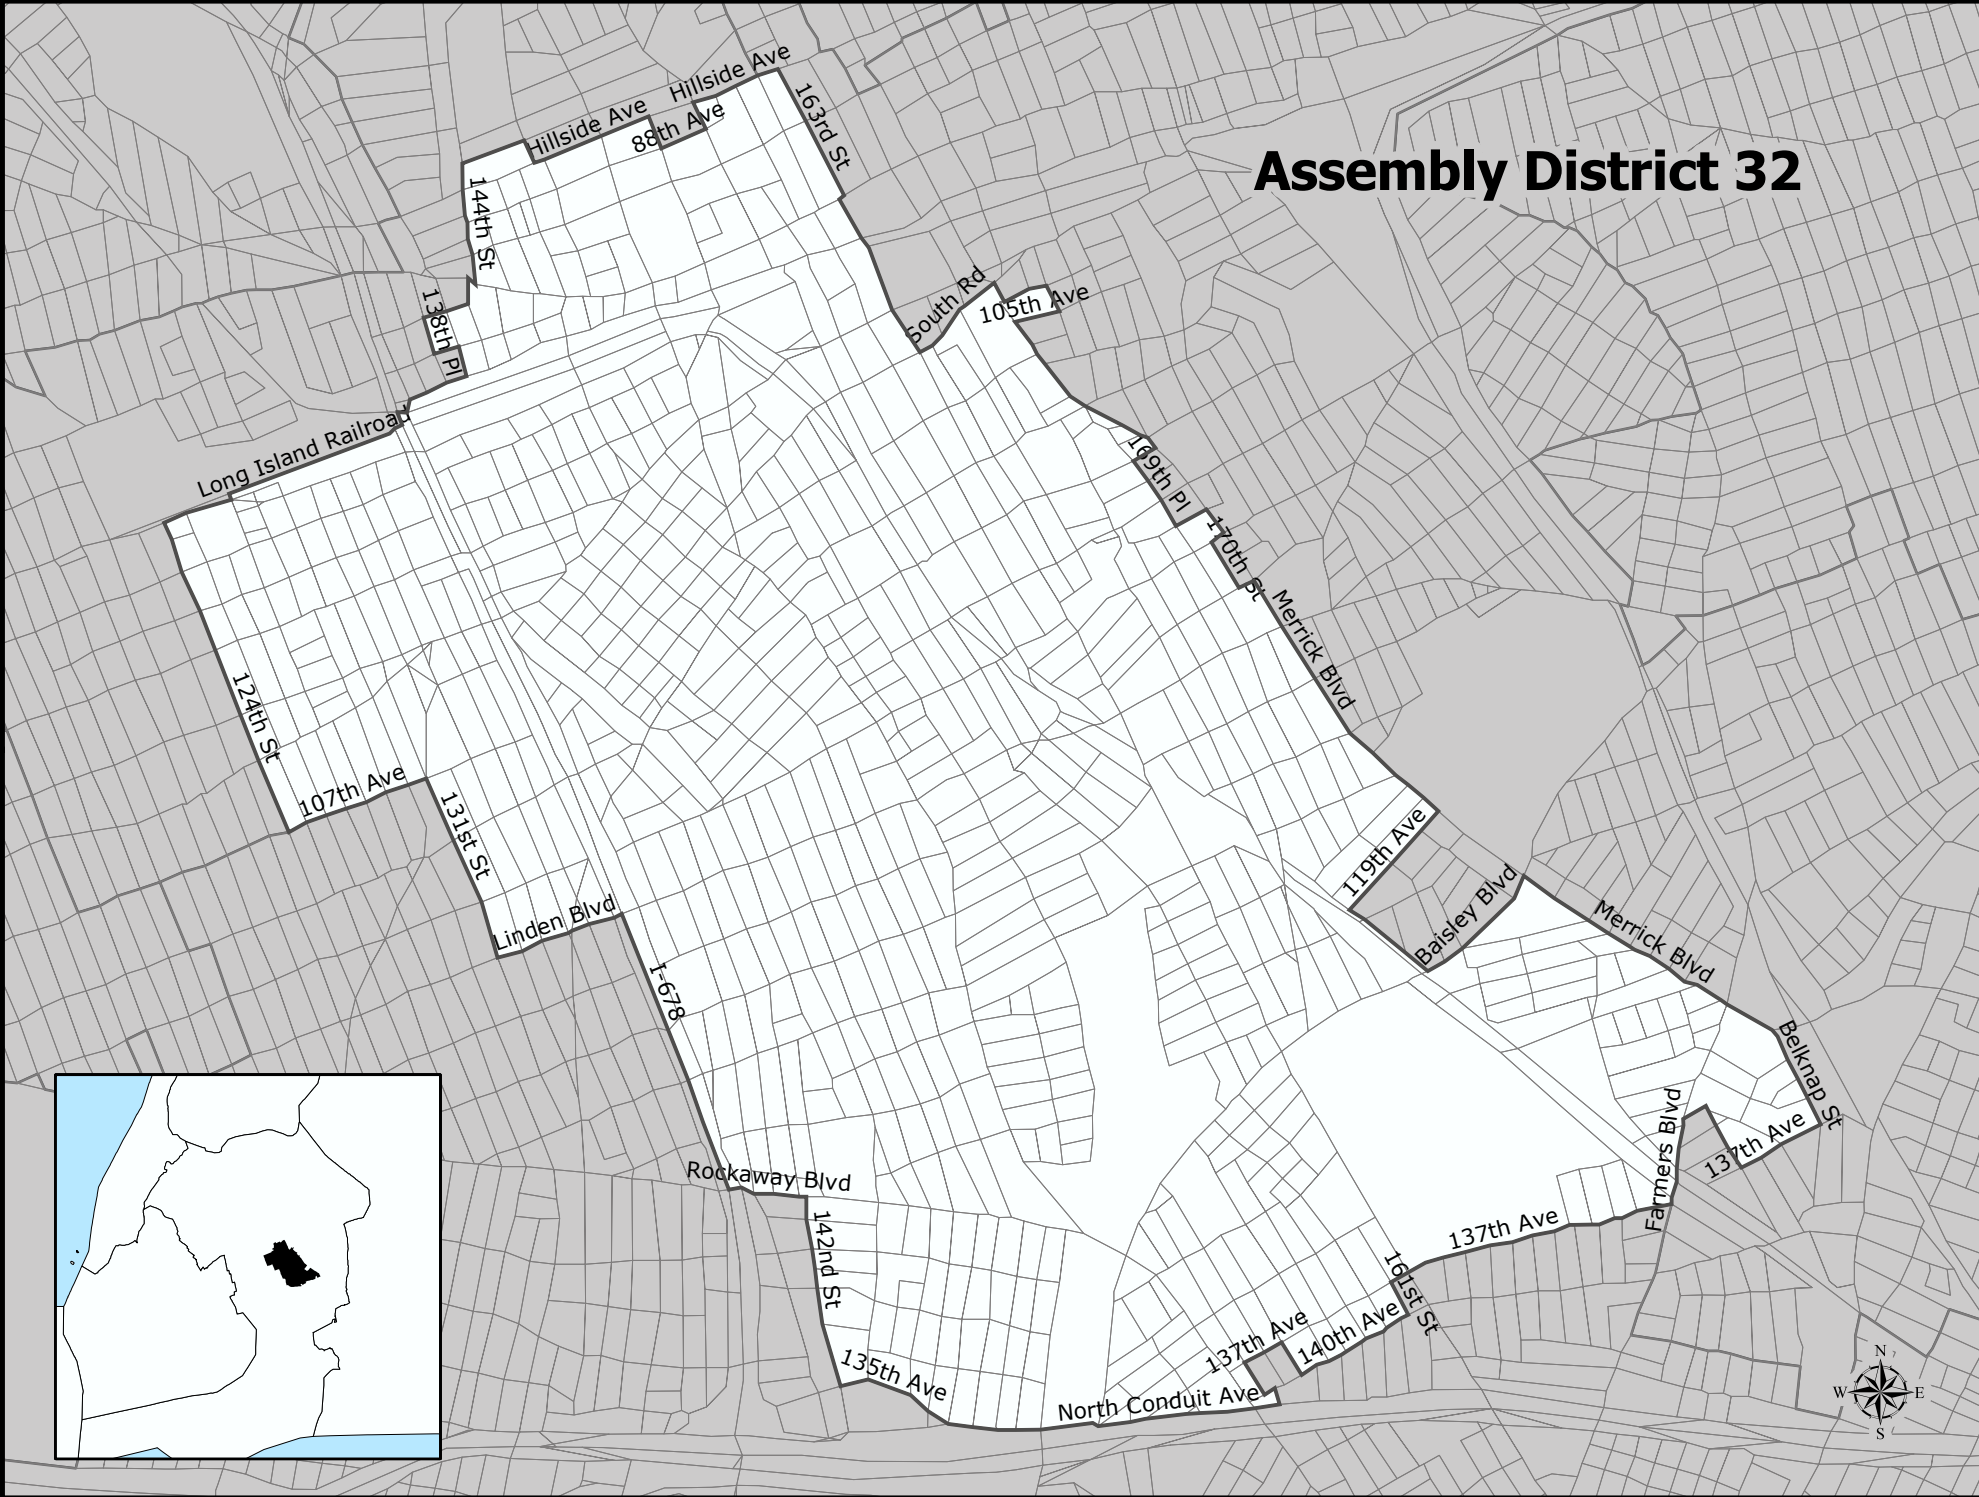 Hillside Ave
Hillside Ave
88th Ave
163rd St
Assembly District 32
144th St
South Rd
105th Ave
138th Pl
Long Island Railroad
169th Pl
170th St
Merrick Blvd
124th St
107th Ave
131st St
119th Ave
Baisley Blvd
Linden Blvd
Merrick Blvd
I-678
Belknap St
Farmers Blvd
137th Ave
Rockaway Blvd
142nd St
137th Ave
161st St
137th Ave
140th Ave
135th Ave
North Conduit Ave
N
W
E
S